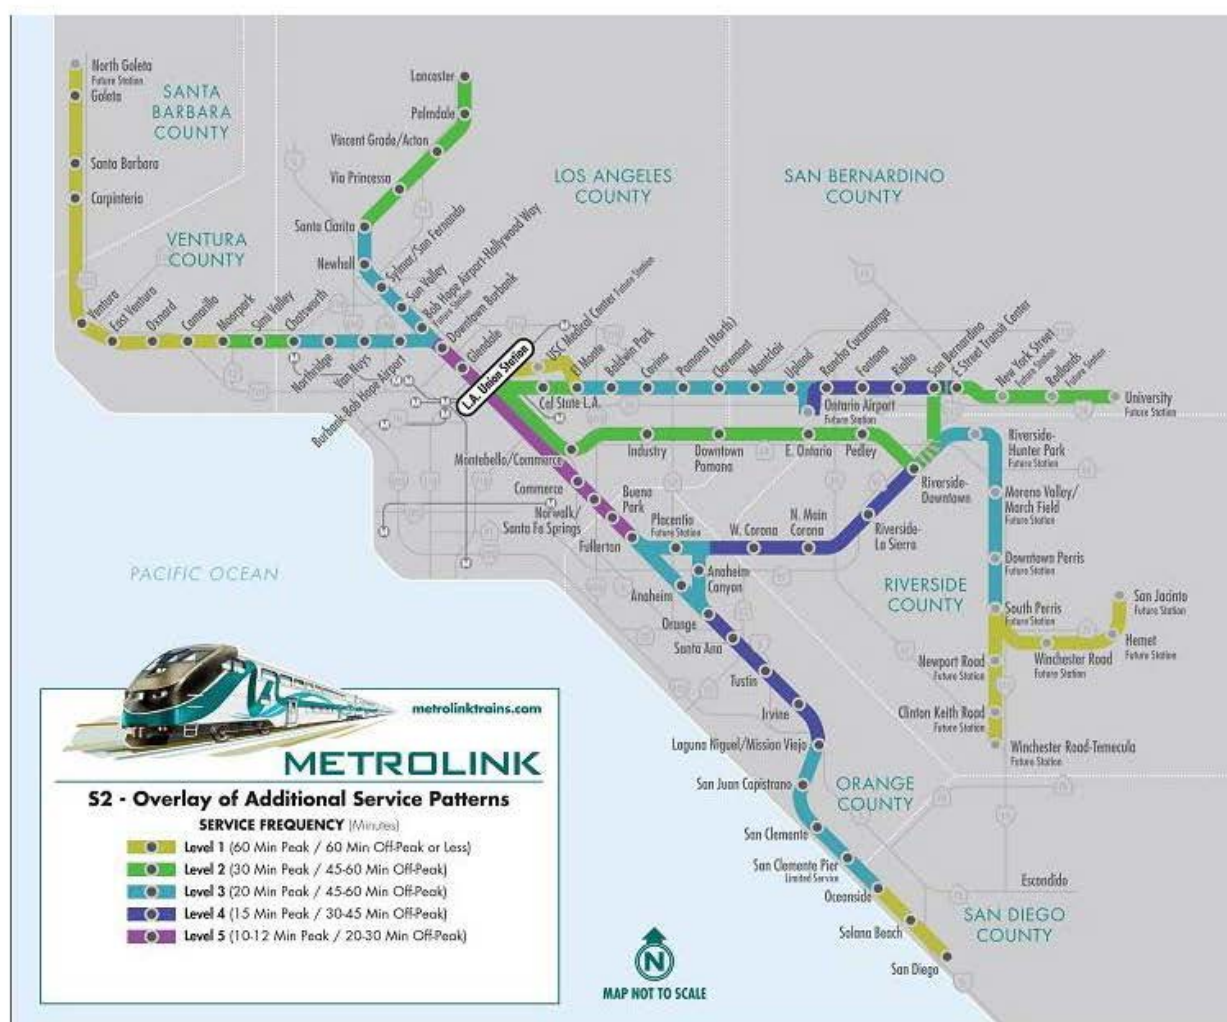 North Goleta
Future Station
Goleta
SANTA
BARBARA
COUNTY
Santa Barbara
Carpinteria
VENTURA
COUNTY
Ventura
East Ventura
Oxnard
Camarillo
Moorpark
Simi Valley
Chatsworth
Northridge
Van Nuys
Burbank-Bob Hope Airport
Lancaster
Palmdale
Vincent Grade/Acton
Via Princessa
Santa Clarita
Newhall
Sylmar/San Fernando
Sun Valley
Bob Hope Airport-Hollywood Way
Future Station
Downtown Burbank
Glendale
L.A. Union Station
LOS ANGELES
COUNTY
SAN BERNARDINO
COUNTY
USC Medical Center Future Station
Cal State L.A.
El Monte
Baldwin Park
Covina
Pomona (North)
Claremont
Montclair
Upland
Rancho Cucamonga
Ontario Airport
Future Station
Fontana
Rialto
San Bernardino
E Street Transit Center
New York Street
Future Station
Redlands
Future Station
University
Future Station
Montebello/Commerce
Industry
Downtown
Pomona
E. Ontario
Pedley
Riverside-
Downtown
Riverside-
Hunter Park
Future Station
Moreno Valley/
March Field
Future Station
Downtown Perris
Future Station
South Perris
Future Station
San Jacinto
Future Station
Hemet
Future Station
Winchester Road
Future Station
Newport Road
Future Station
Clinton Keith Road
Future Station
Winchester Road-Temecula
Future Station
RIVERSIDE
COUNTY
Commerce
Norwalk/
Santa Fe Springs
Buena
Park
Fullerton
Placentia
Future Station
W. Corona
N. Main
Corona
Riverside-
La Sierra
Anaheim
Canyon
Anaheim
Orange
Santa Ana
Tustin
Irvine
Laguna Niguel/Mission Viejo
San Juan Capistrano
San Clemente
San Clemente Pier
Limited Service
ORANGE
COUNTY
Oceanside
Solana Beach
San Diego
Escondido
SAN DIEGO
COUNTY
PACIFIC OCEAN
metrolinktrains.com
METROLINK
S2 - Overlay of Additional Service Patterns
SERVICE FREQUENCY (Minutes)
Level 1 (60 Min Peak / 60 Min Off-Peak or Less)
Level 2 (30 Min Peak / 45-60 Min Off-Peak)
Level 3 (20 Min Peak / 45-60 Min Off-Peak)
Level 4 (15 Min Peak / 30-45 Min Off-Peak)
Level 5 (10-12 Min Peak / 20-30 Min Off-Peak)
N
MAP NOT TO SCALE